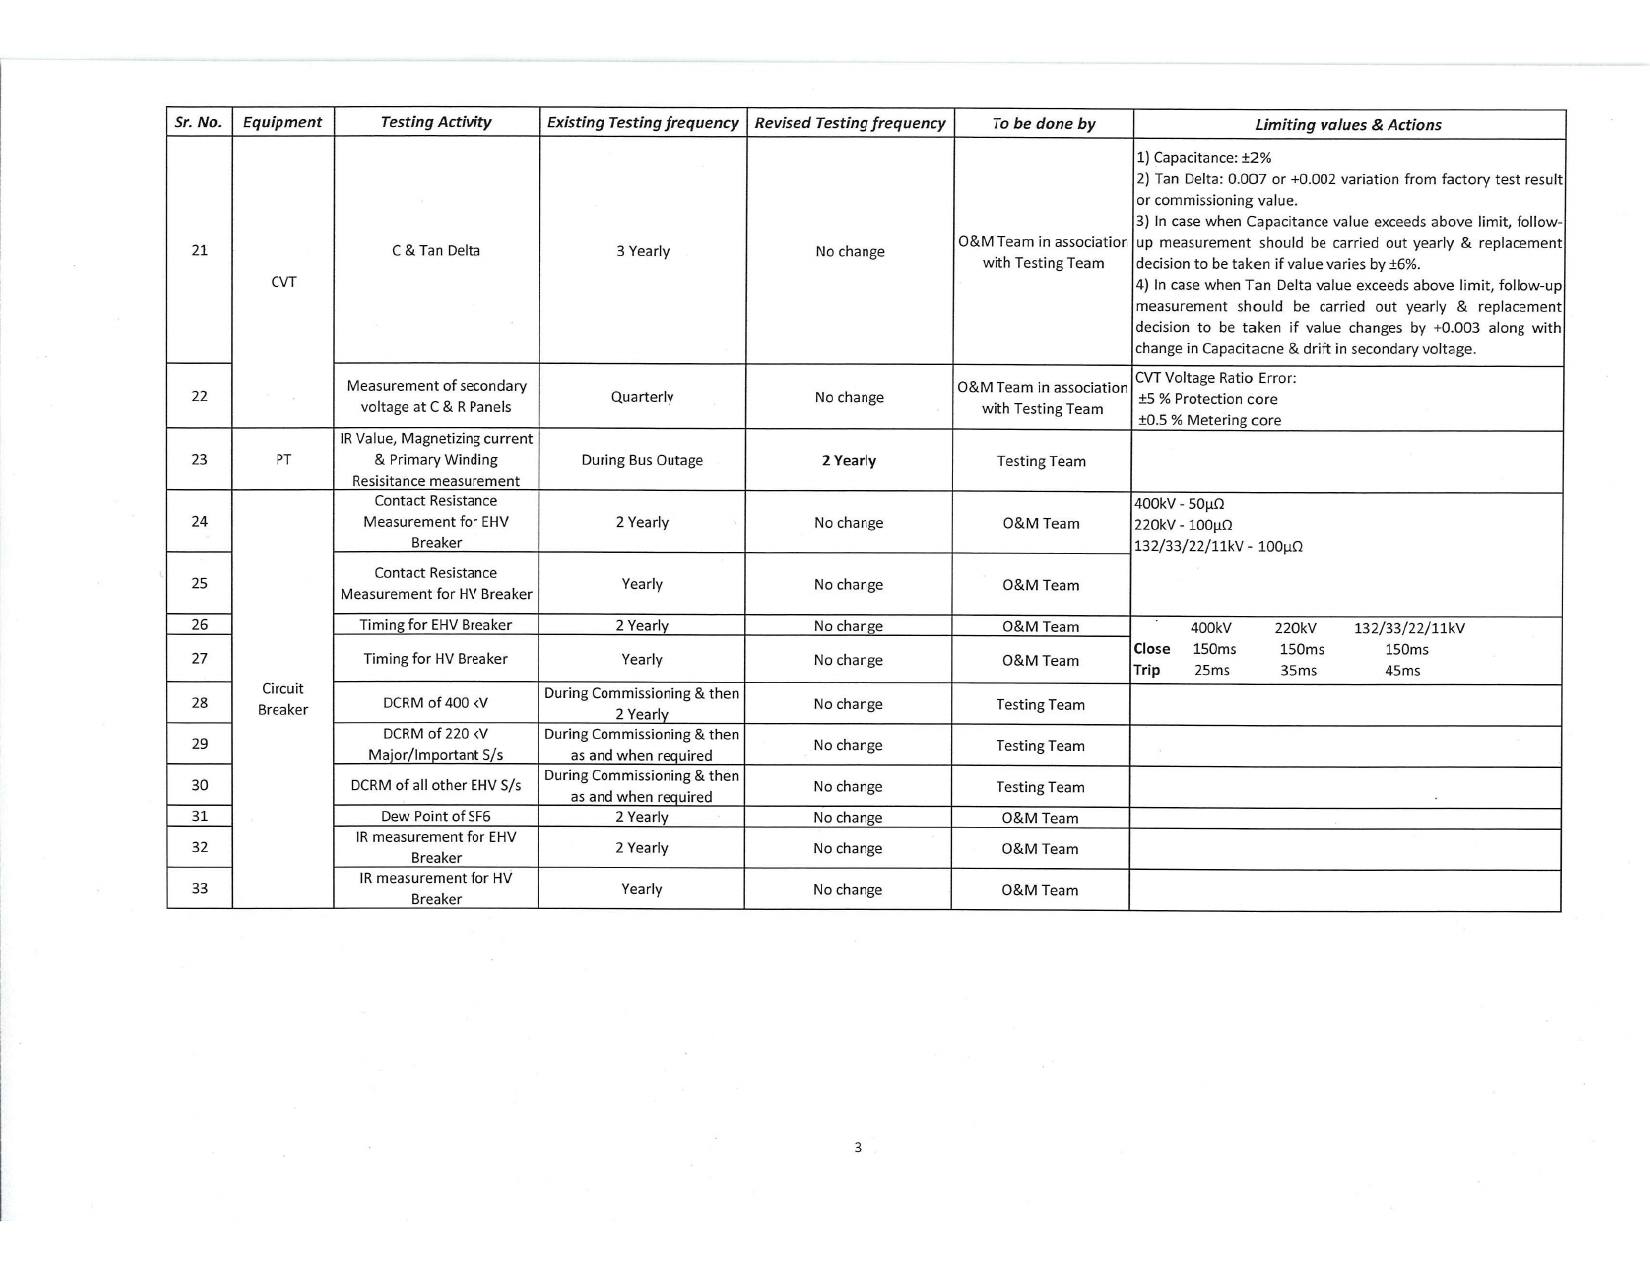 Sr. No. Equipment Testing Activity Existing Testing frequency Revised Testing frequency To be done by Limiting values & Actions
21
CVT
C & Tan Delta
3 Yearly
No change
O&M Team in association
with Testing Team
1) Capacitance: ±2%
2) Tan Delta: 0.007 or +0.002 variation from factory test result
or commissioning value.
3) In case when Capacitance value exceeds above limit, follow-
up measurement should be carried out yearly & replacement
decision to be taken if value varies by ±6%.
4) In case when Tan Delta value exceeds above limit, follow-up
measurement should be carried out yearly & replacement
decision to be taken if value changes by +0.003 along with
change in Capacitacne & drift in secondary voltage.
22
Measurement of secondary
voltage at C & R Panels
Quarterly
No change
O&M Team in association
with Testing Team
CVT Voltage Ratio Error:
±5 % Protection core
±0.5 % Metering core
23
PT
IR Value, Magnetizing current
& Primary Winding
Resisitance measurement
During Bus Outage
2 Yearly
Testing Team
24
Circuit
Breaker
Contact Resistance
Measurement for EHV
Breaker
2 Yearly
No change
O&M Team
400kV - 50µΩ
220kV - 100µΩ
132/33/22/11kV - 100µΩ
25
Contact Resistance
Measurement for HV Breaker
Yearly
No change
O&M Team
26
Timing for EHV Breaker
2 Yearly
No change
O&M Team
400kV 220kV 132/33/22/11kV
Close 150ms 150ms 150ms
Trip 25ms 35ms 45ms
27
Timing for HV Breaker
Yearly
No change
O&M Team
28
DCRM of 400 kV
During Commissioning & then
2 Yearly
No change
Testing Team
29
DCRM of 220 kV
Major/Important S/s
During Commissioning & then
as and when required
No change
Testing Team
30
DCRM of all other EHV S/s
During Commissioning & then
as and when required
No change
Testing Team
31
Dew Point of SF6
2 Yearly
No change
O&M Team
32
IR measurement for EHV
Breaker
2 Yearly
No change
O&M Team
33
IR measurement for HV
Breaker
Yearly
No change
O&M Team
3